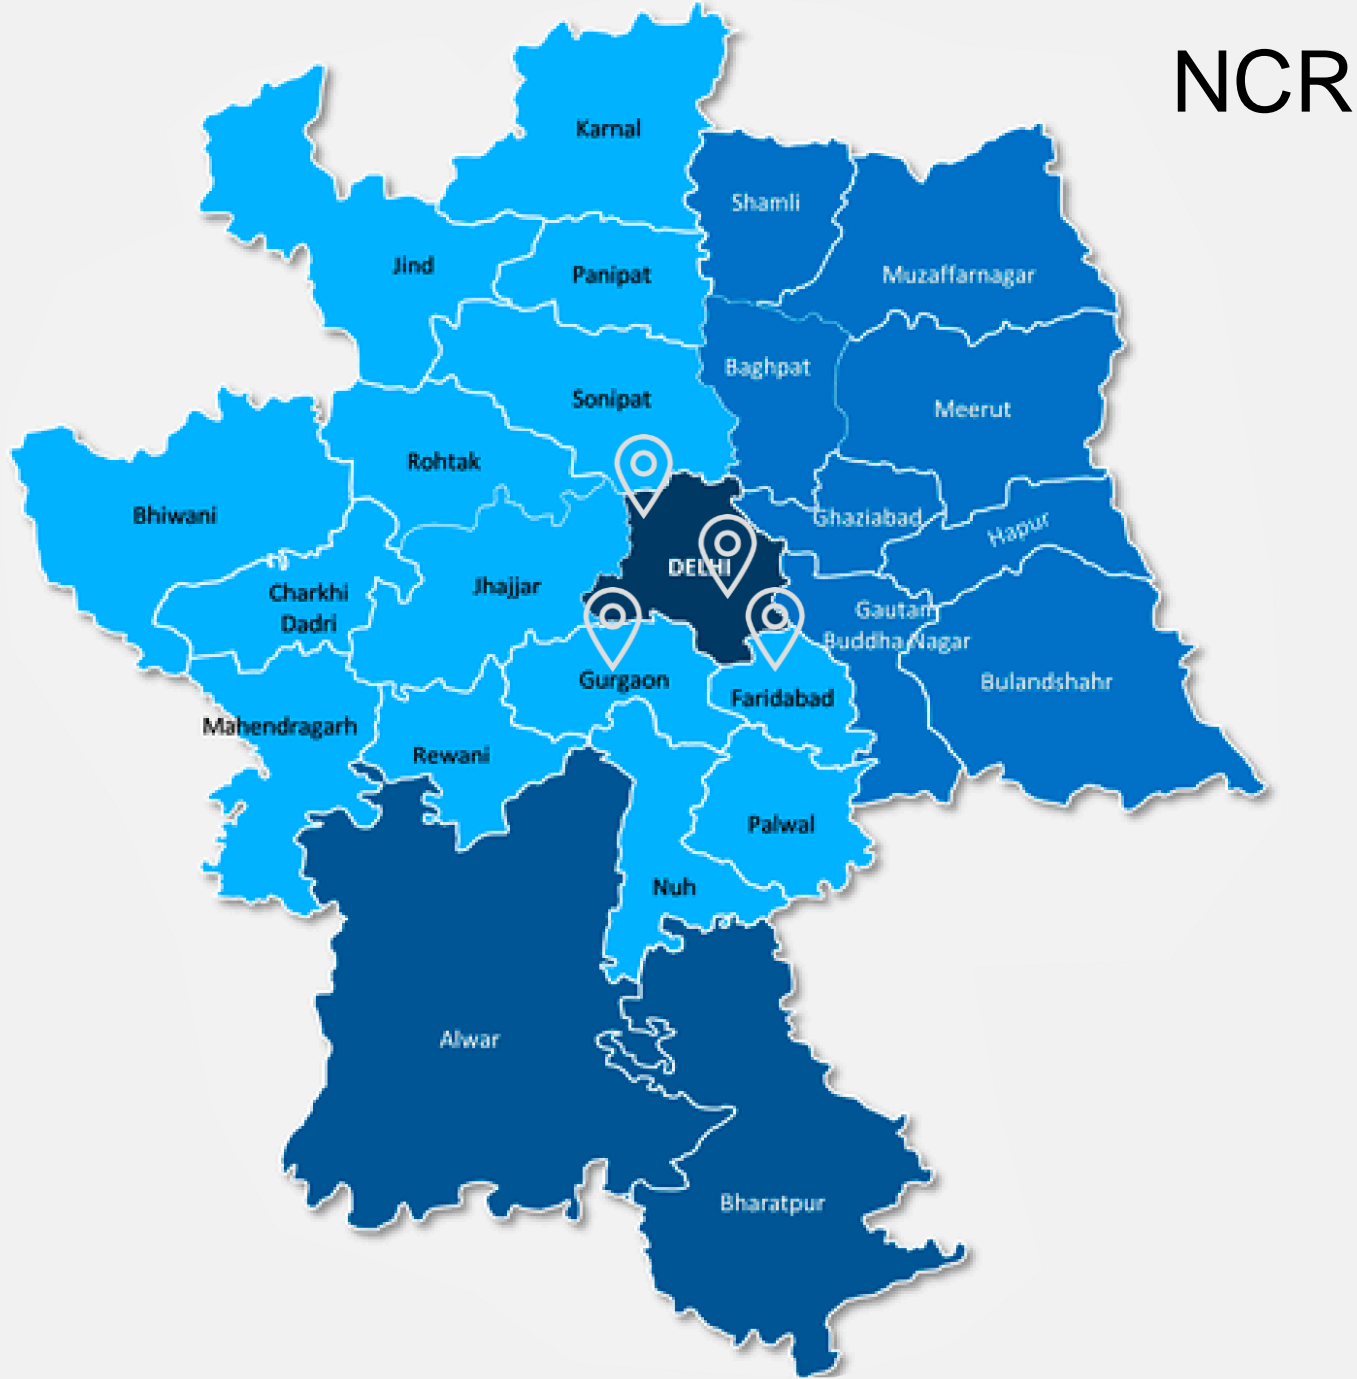 NCR
Karnal
Shamli
Jind
Panipat
Muzaffarnagar
Baghpat
Sonipat
Meerut
Rohtak
Bhiwani
Ghaziabad
Hapur
DELHI
Charkhi
Dadri
Jhajjar
Gautam
Buddha Nagar
Gurgaon
Faridabad
Bulandshahr
Mahendragarh
Rewani
Palwal
Nuh
Alwar
Bharatpur